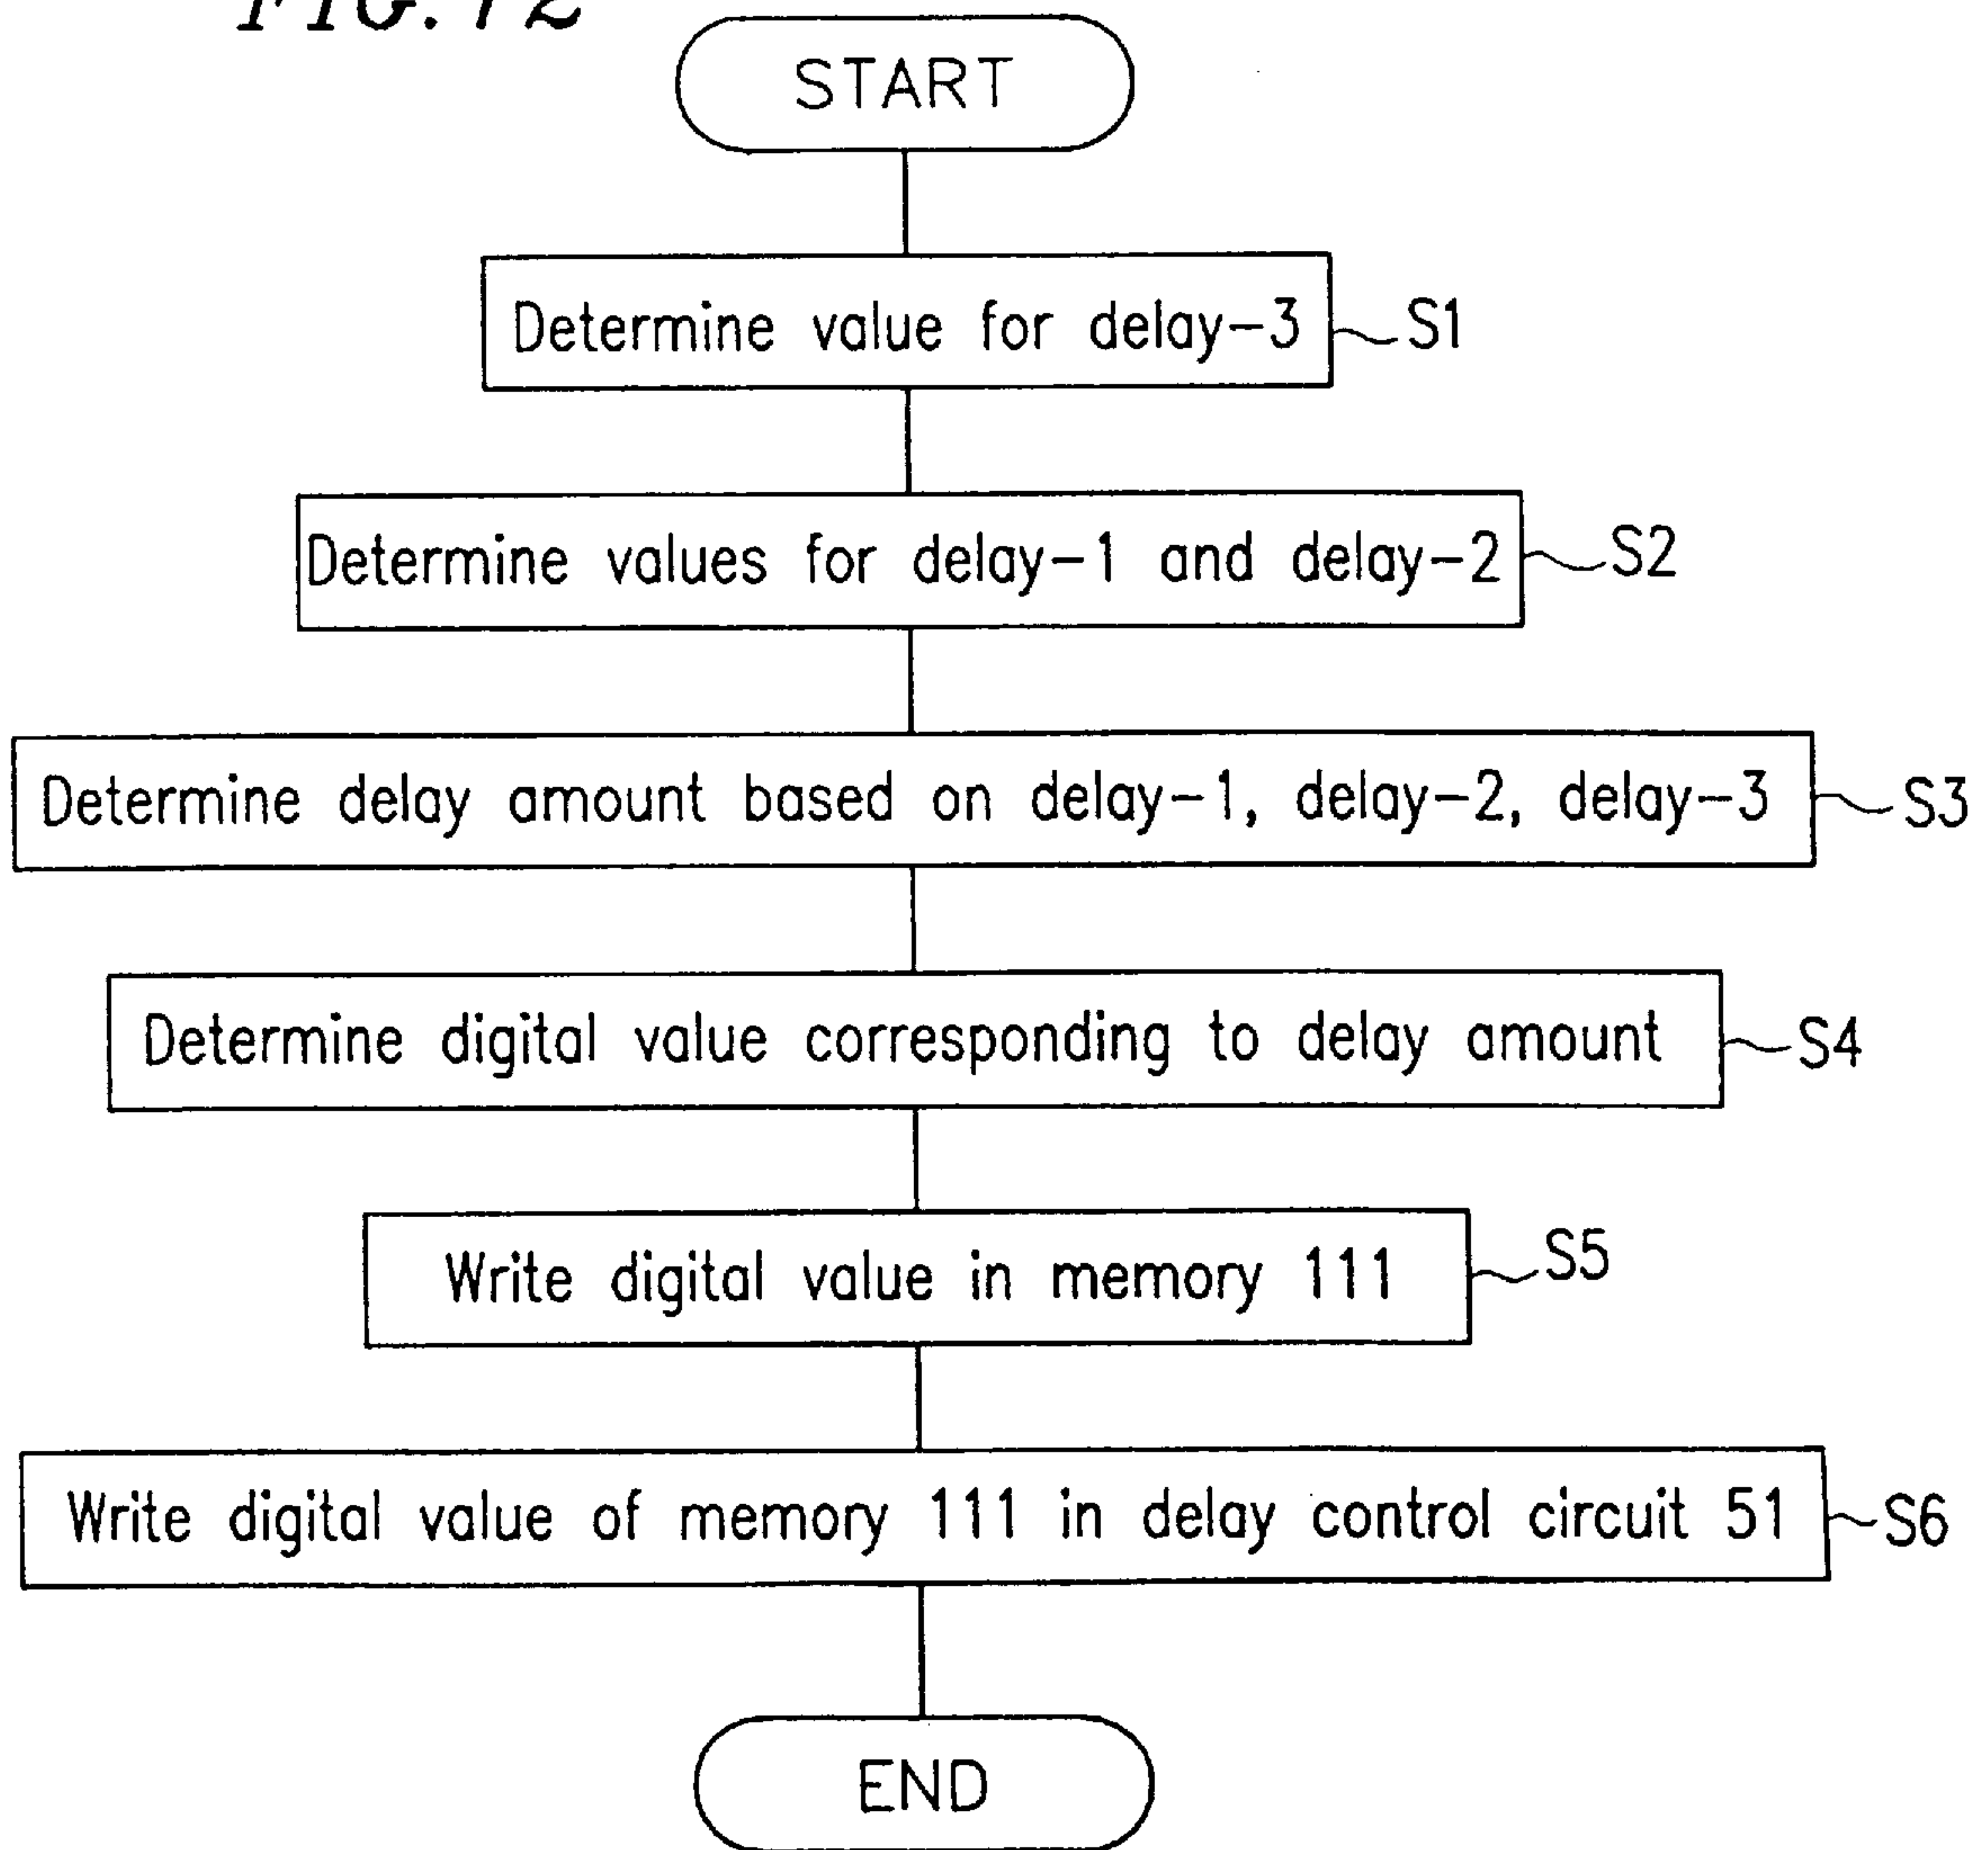 FIG. 12
START
Determine value for delay-3
S1
Determine values for delay-1 and delay-2
S2
Determine delay amount based on delay-1, delay-2, delay-3
S3
Determine digital value corresponding to delay amount
S4
Write digital value in memory 111
S5
Write digital value of memory 111 in delay control circuit 51
S6
END